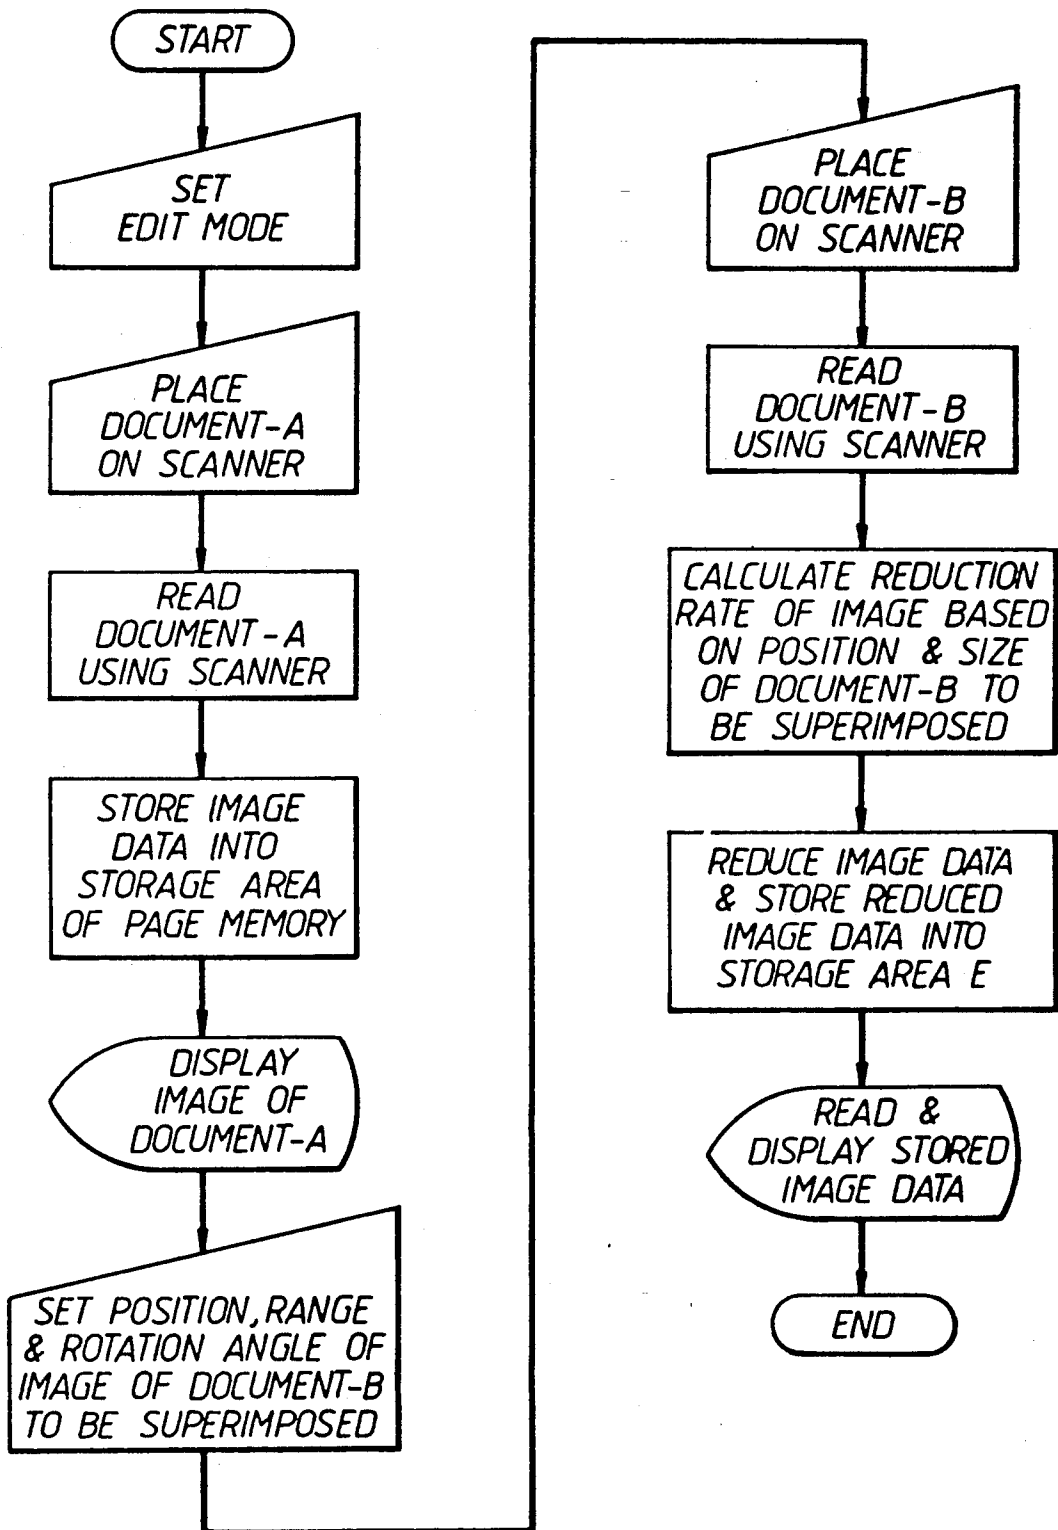 START
SET
EDIT MODE
PLACE
DOCUMENT-A
ON SCANNER
READ
DOCUMENT-A
USING SCANNER
STORE IMAGE
DATA INTO
STORAGE AREA
OF PAGE MEMORY
DISPLAY
IMAGE OF
DOCUMENT-A
SET POSITION, RANGE
& ROTATION ANGLE OF
IMAGE OF DOCUMENT-B
TO BE SUPERIMPOSED
PLACE
DOCUMENT-B
ON SCANNER
READ
DOCUMENT-B
USING SCANNER
CALCULATE REDUCTION
RATE OF IMAGE BASED
ON POSITION & SIZE
OF DOCUMENT-B TO
BE SUPERIMPOSED
REDUCE IMAGE DATA
& STORE REDUCED
IMAGE DATA INTO
STORAGE AREA E
READ &
DISPLAY STORED
IMAGE DATA
END